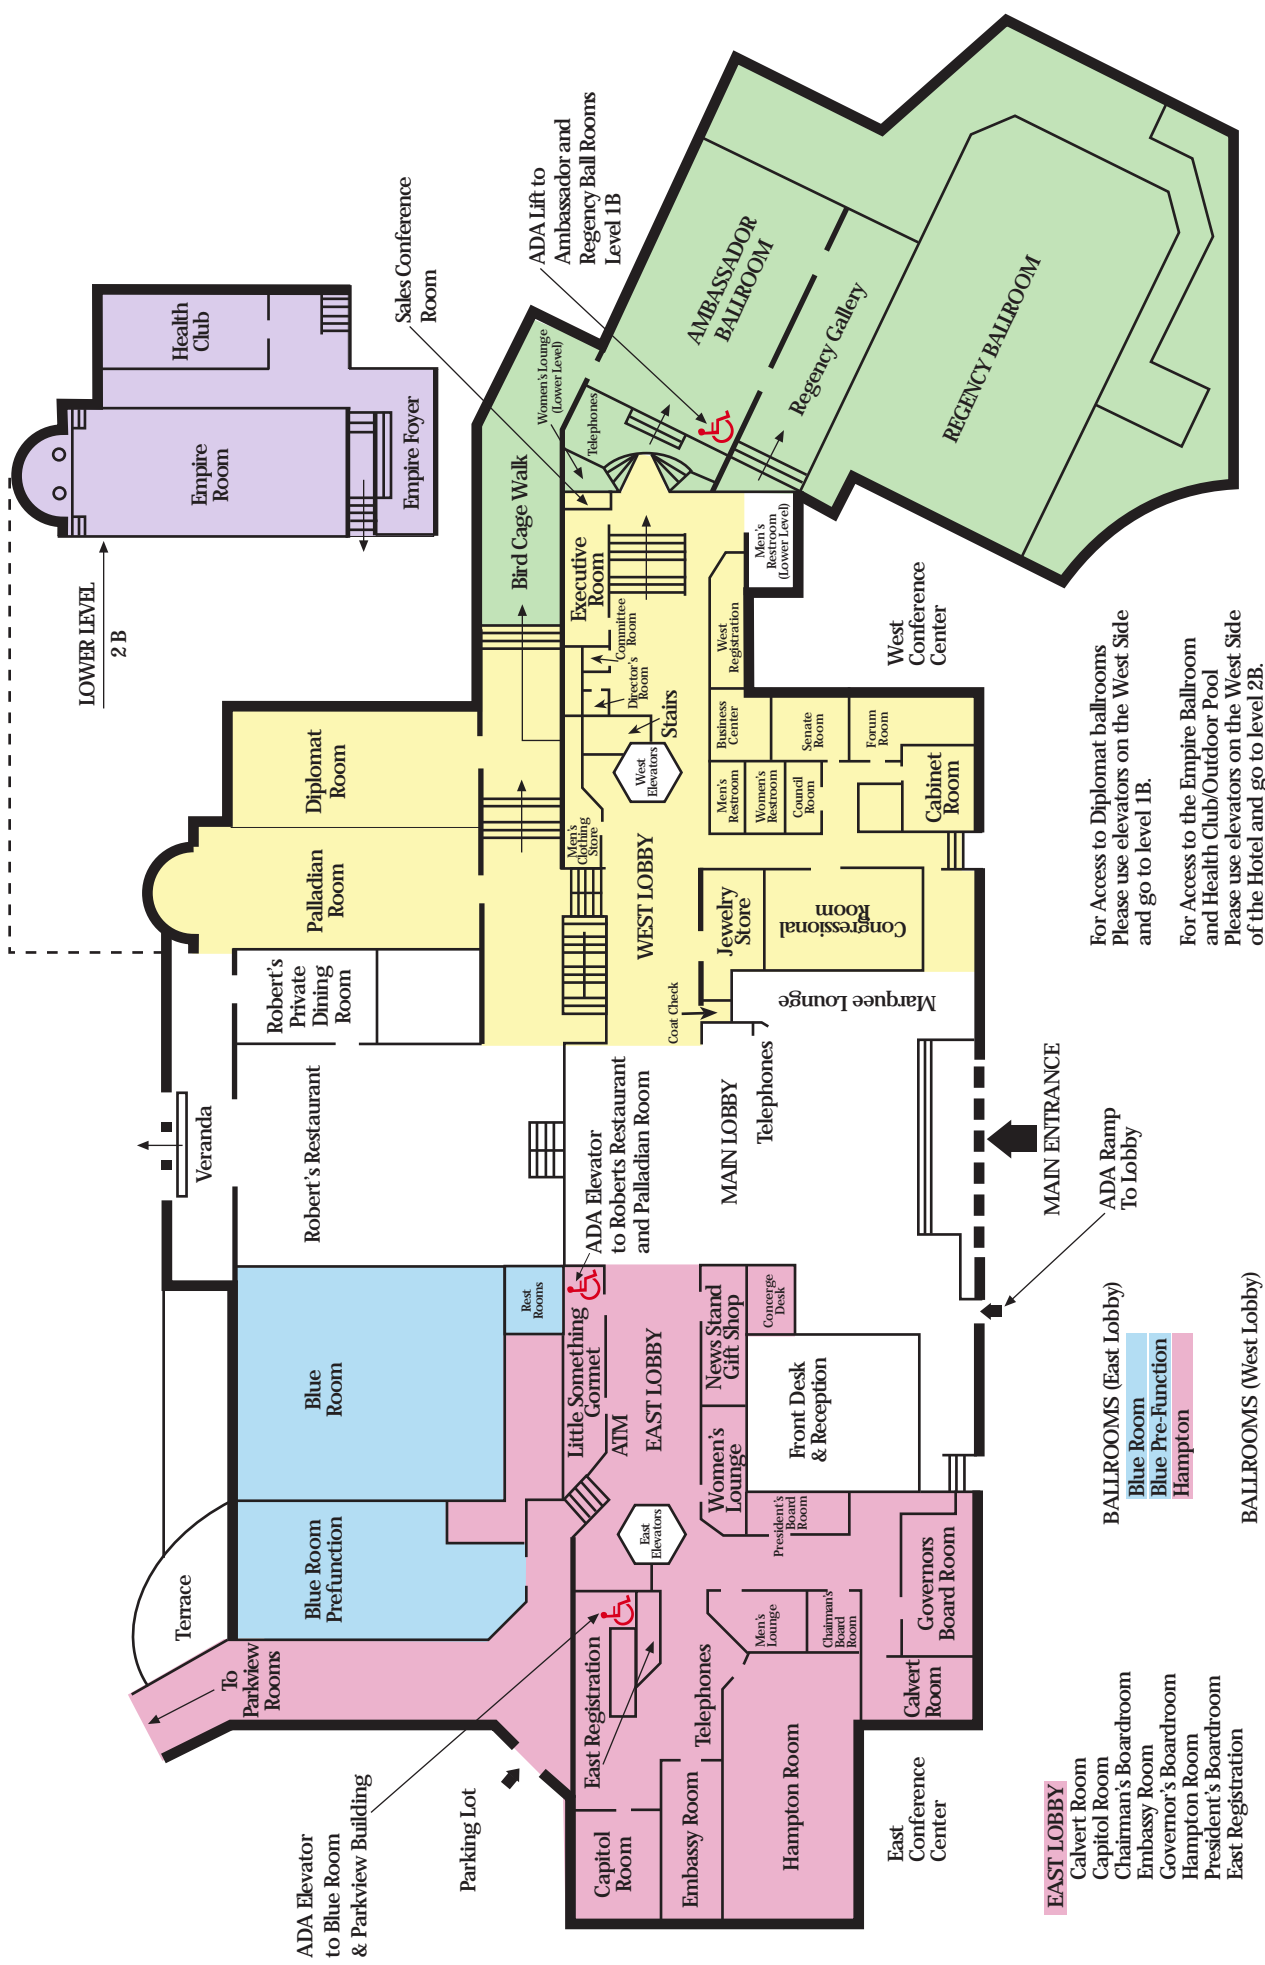 LOWER LEVEL
2 B
Health
Club
Empire
Room
Empire Foyer
Sales Conference
Room
ADA Lift to
Ambassador and
Regency Ball Rooms
Level 1B
AMBASSADOR
BALLROOM
Regency Gallery
REGENCY BALLROOM
Women's Lounge
(Lower Level)
Telephones
Bird Cage Walk
Executive
Room
Committee
Room
Director's
Room
Stairs
Men's
Restroom
(Lower Level)
West
Registration
Business
Center
Senate
Room
Forum
Room
Cabinet
Room
Men's
Restroom
Women's
Restroom
Council
Room
West
Elevators
Men's
Clothing
Store
WEST LOBBY
Jewelry
Store
Congressional
Room
Marquee Lounge
Coat Check
Diplomat
Room
Palladian
Room
Robert's
Private
Dining
Room
Robert's Restaurant
Veranda
ADA Elevator
to Roberts Restaurant
and Palladian Room
MAIN LOBBY
Telephones
MAIN ENTRANCE
ADA Ramp
To Lobby
West
Conference
Center
For Access to Diplomat ballrooms
Please use elevators on the West Side
and go to level 1B.
For Access to the Empire Ballroom
and Health Club/Outdoor Pool
Please use elevators on the West Side
of the Hotel and go to level 2B.
Blue
Room
Rest
Rooms
Blue Room
Prefunction
Terrace
To
Parkview
Rooms
Little Something
Gormet
ATM
EAST LOBBY
News Stand
Gift Shop
Concerge
Desk
Women's
Lounge
Front Desk
& Reception
East
Elevators
President's
Board
Room
Governors
Board Room
Men's
Lounge
Chairman's
Board
Room
Calvert
Room
East Registration
Telephones
Capitol
Room
Embassy Room
Hampton Room
Parking Lot
ADA Elevator
to Blue Room
& Parkview Building
East
Conference
Center
EAST LOBBY
Calvert Room
Capitol Room
Chairman's Boardroom
Embassy Room
Governor's Boardroom
Hampton Room
President's Boardroom
East Registration
BALLROOMS (East Lobby)
Blue Room
Blue Pre-Function
Hampton
BALLROOMS (West Lobby)